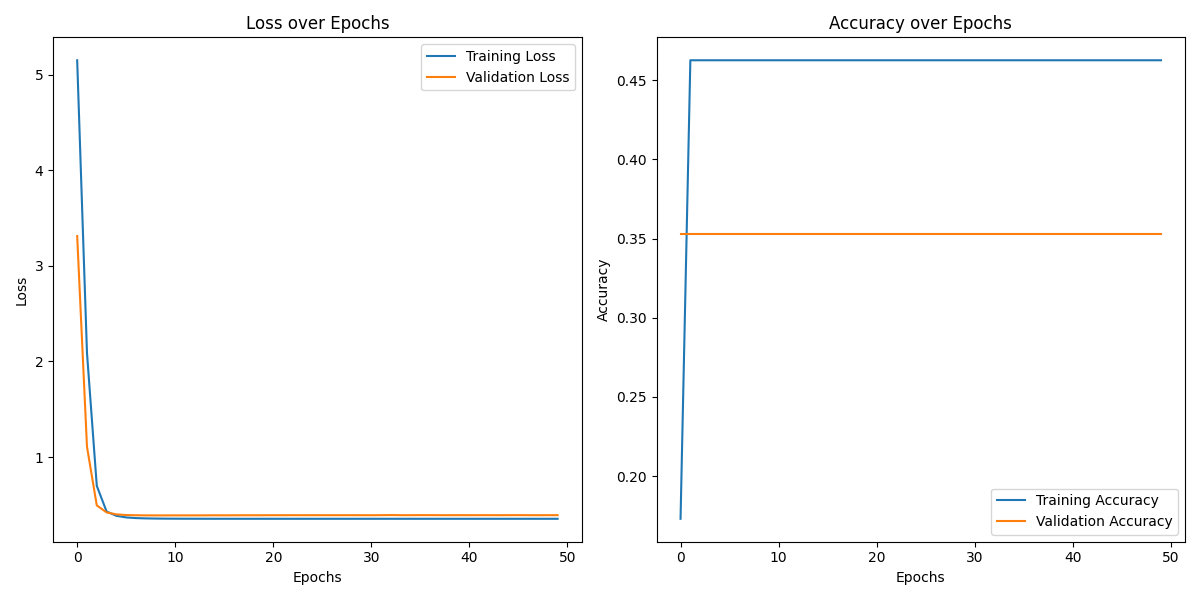 Loss over Epochs
Training Loss
Validation Loss
5
4
3
2
1
Loss
0 10 20 30 40 50
Epochs
Accuracy over Epochs
0.45
0.40
0.35
0.30
0.25
0.20
Accuracy
Training Accuracy
Validation Accuracy
0 10 20 30 40 50
Epochs